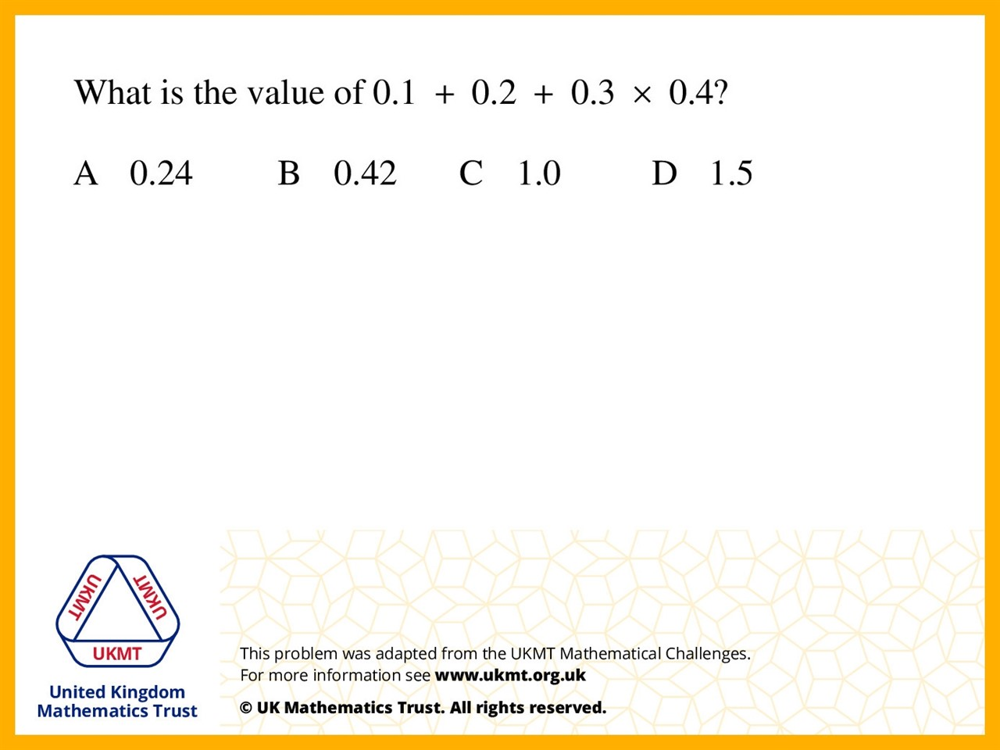 What is the value of 0.1 + 0.2 + 0.3 × 0.4?
A 0.24 B 0.42 C 1.0 D 1.5
UKMT UKMT
UKMT
United Kingdom
Mathematics Trust
This problem was adapted from the UKMT Mathematical Challenges.
For more information see www.ukmt.org.uk
© UK Mathematics Trust. All rights reserved.